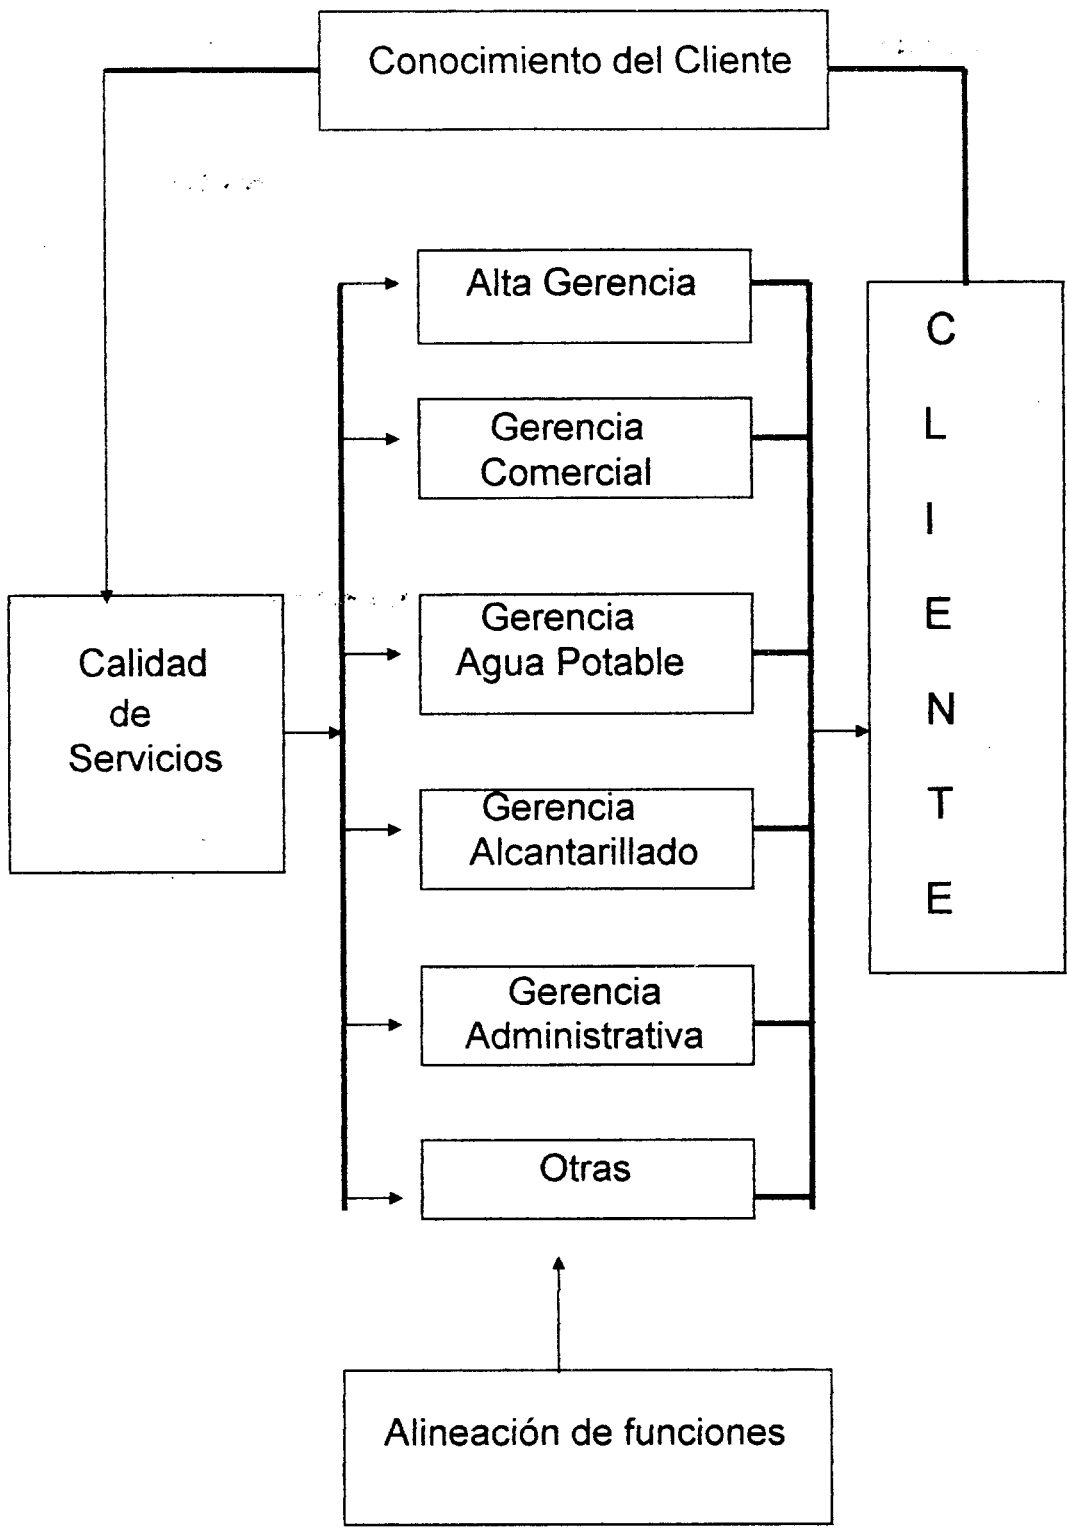 Conocimiento del Cliente
Alta Gerencia
Gerencia
Comercial
Gerencia
Agua Potable
Gerencia
Alcantarillado
Gerencia
Administrativa
Otras
Calidad
de
Servicios
C
L
I
E
N
T
E
Alineación de funciones